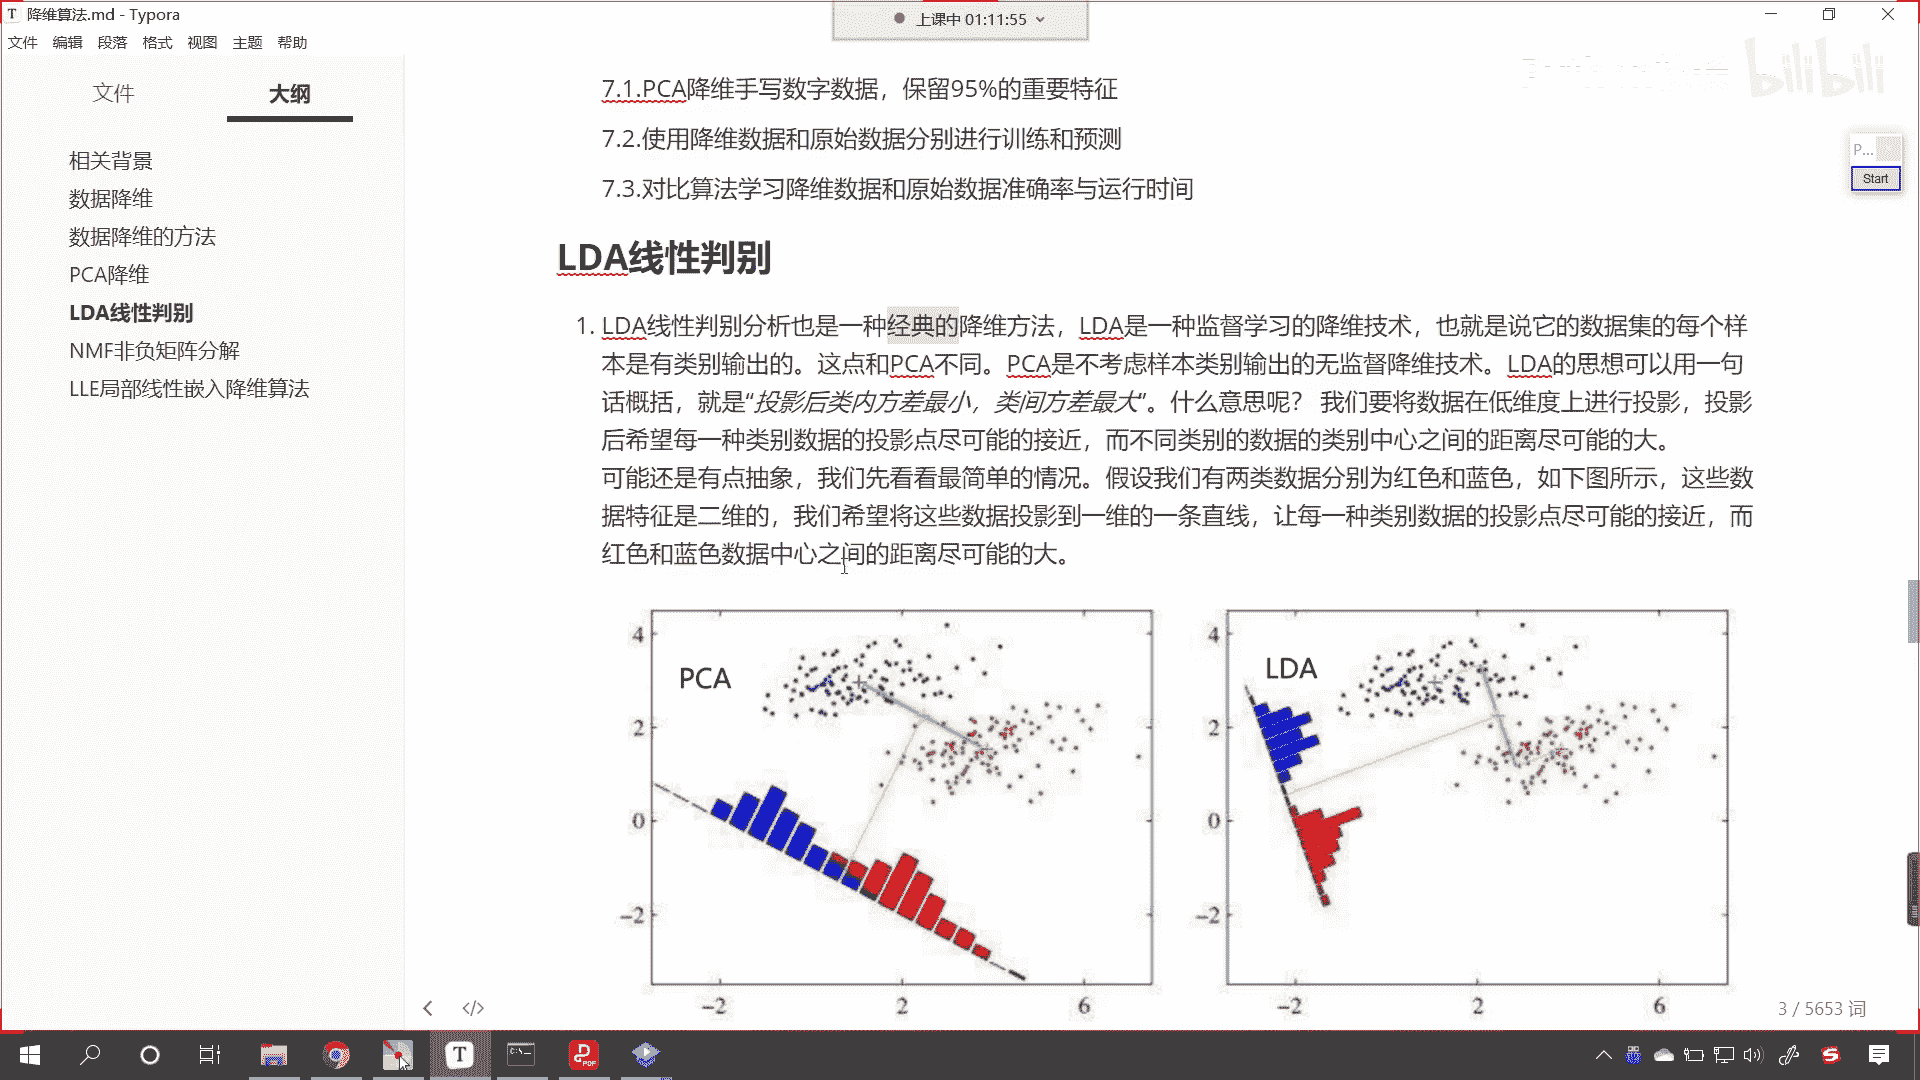 降维算法.md - Typora
上课中 01:11:55
文件 编辑 段落 格式 视图 主题 帮助
bilibili
文件 大纲
相关背景
数据降维
数据降维的方法
PCA降维
LDA线性判别
NMF非负矩阵分解
LLE局部线性嵌入降维算法
P...
Start
7.1.PCA降维手写数字数据，保留95%的重要特征
7.2.使用降维数据和原始数据分别进行训练和预测
7.3.对比算法学习降维数据和原始数据准确率与运行时间
LDA线性判别
1. LDA线性判别分析也是一种经典的降维方法，LDA是一种监督学习的降维技术，也就是说它的数据集的每个样
本是有类别输出的。这点和PCA不同。PCA是不考虑样本类别输出的无监督降维技术。LDA的思想可以用一句
话概括，就是“投影后类内方差最小，类间方差最大”。什么意思呢？ 我们要将数据在低维度上进行投影，投影
后希望每一种类别数据的投影点尽可能的接近，而不同类别的数据的类别中心之间的距离尽可能的大。
可能还是有点抽象，我们先看看最简单的情况。假设我们有两类数据分别为红色和蓝色，如下图所示，这些数
据特征是二维的，我们希望将这些数据投影到一维的一条直线，让每一种类别数据的投影点尽可能的接近，而
红色和蓝色数据中心之间的距离尽可能的大。
PCA
4
2
0
−2
−2 2 6
LDA
4
2
0
−2
−2 2 6
3 / 5653 词